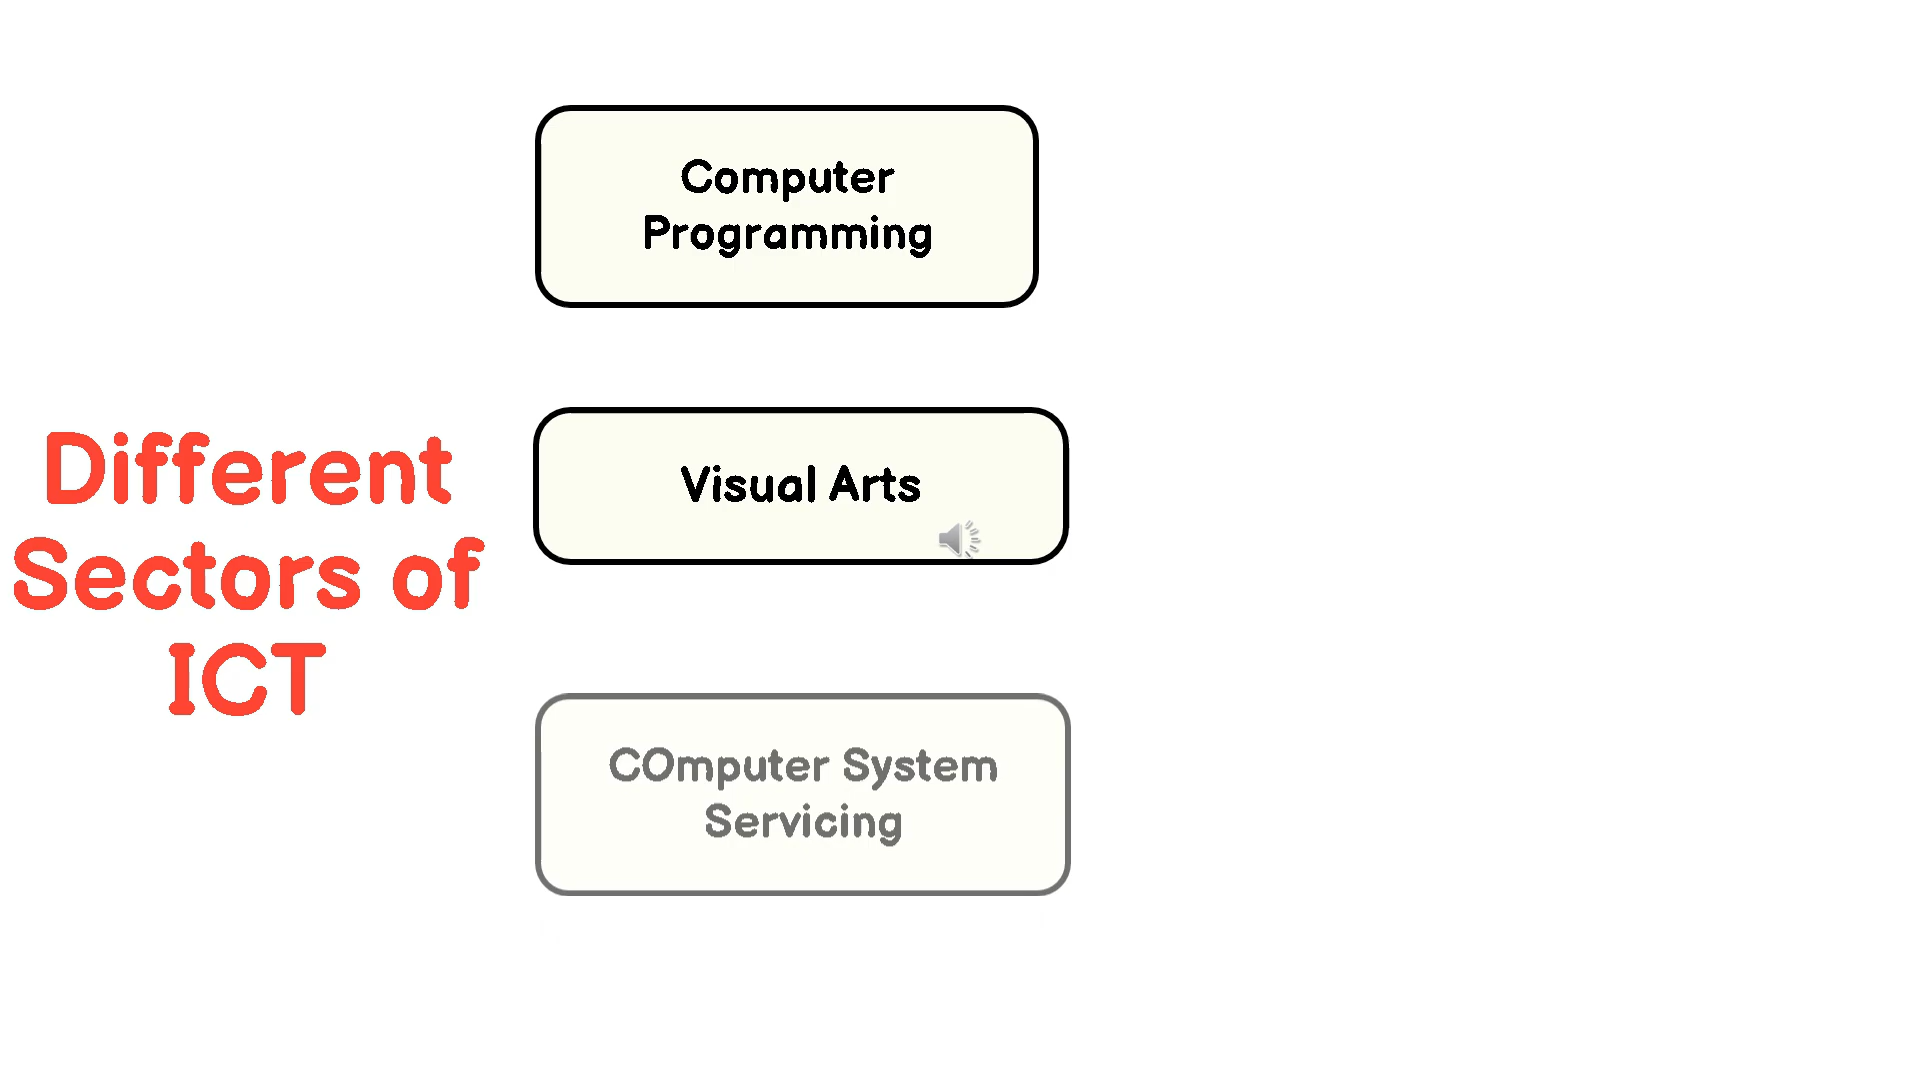 Different
Sectors of
ICT
Computer
Programming
Visual Arts
COmputer System
Servicing